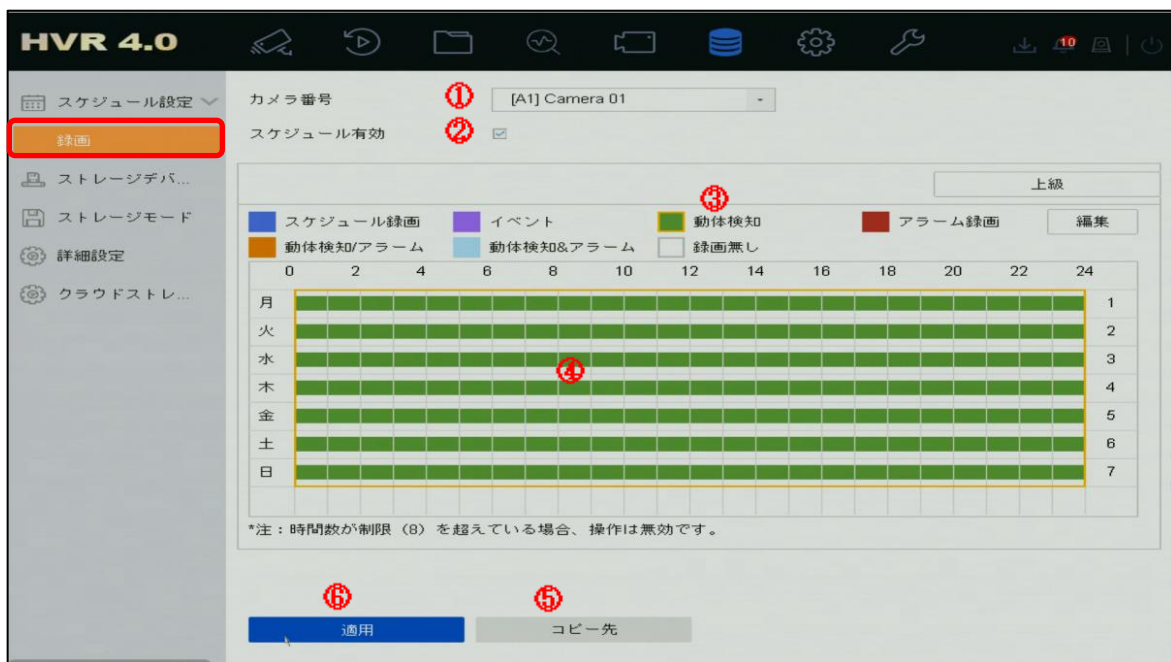 HVR 4.0
10
スケジュール設定
録画
ストレージデバ...
ストレージモード
詳細設定
クラウドストレ...
カメラ番号 ① [A1] Camera 01
スケジュール有効 ②
上級
③
スケジュール録画 イベント 動体検知 アラーム録画 編集
動体検知/アラーム 動体検知&アラーム 録画無し
0 2 4 6 8 10 12 14 16 18 20 22 24
月 1
火 2
水 3
④
木 4
金 5
土 6
日 7
*注：時間数が制限（8）を超えている場合、操作は無効です。
⑥ ⑤
適用 コピー先